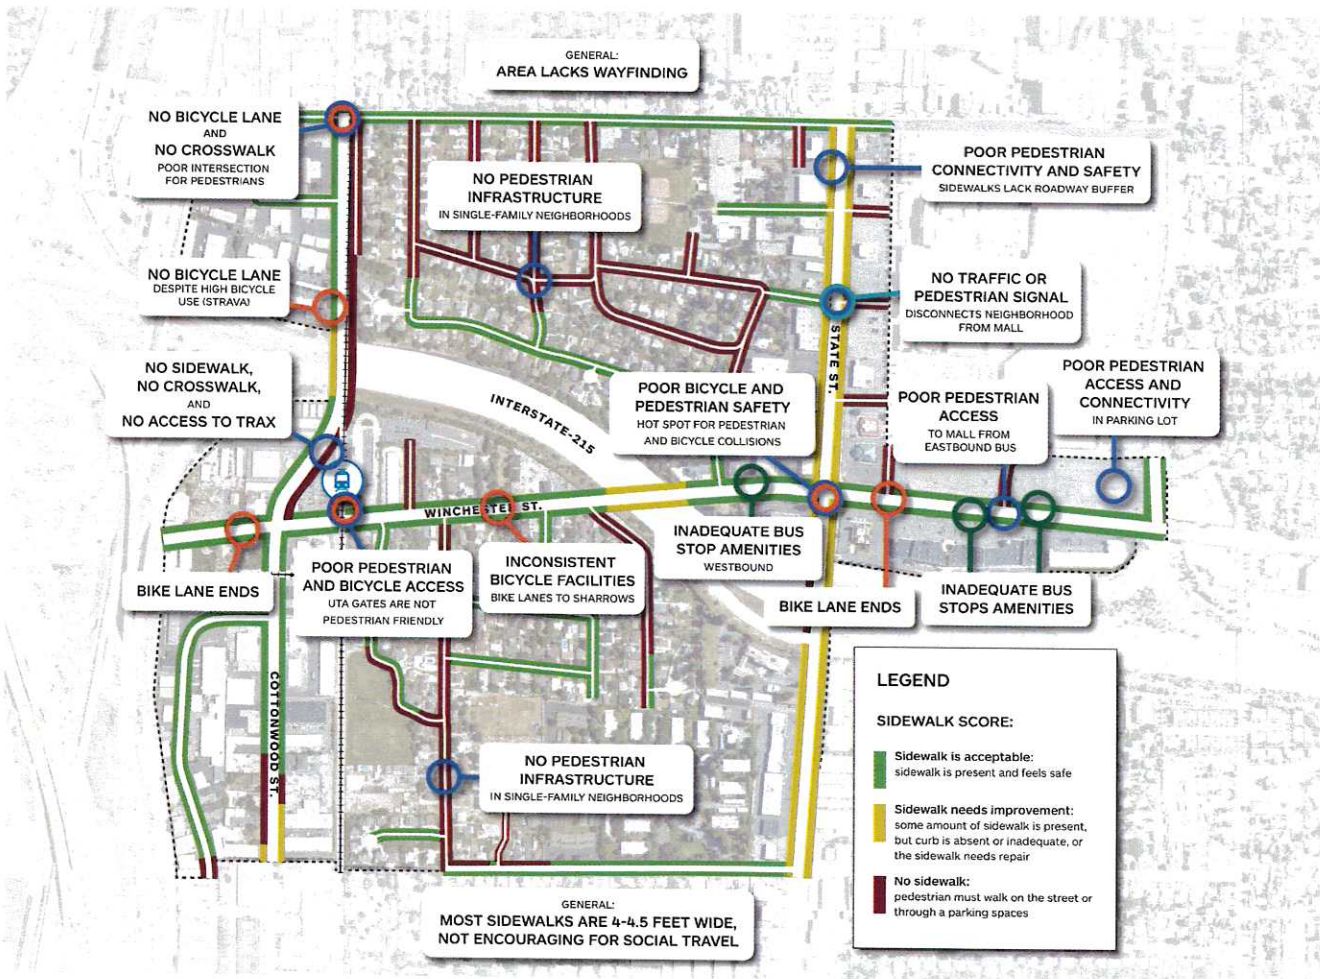 GENERAL:
AREA LACKS WAYFINDING
NO BICYCLE LANE
AND
NO CROSSWALK
POOR INTERSECTION
FOR PEDESTRIANS
NO PEDESTRIAN
INFRASTRUCTURE
IN SINGLE-FAMILY NEIGHBORHOODS
POOR PEDESTRIAN
CONNECTIVITY AND SAFETY
SIDEWALKS LACK ROADWAY BUFFER
NO BICYCLE LANE
DESPITE HIGH BICYCLE
USE (STRAVA)
NO TRAFFIC OR
PEDESTRIAN SIGNAL
DISCONNECTS NEIGHBORHOOD
FROM MALL
STATE ST.
NO SIDEWALK,
NO CROSSWALK,
AND
NO ACCESS TO TRAX
INTERSTATE-215
POOR BICYCLE AND
PEDESTRIAN SAFETY
HOT SPOT FOR PEDESTRIAN
AND BICYCLE COLLISIONS
POOR PEDESTRIAN
ACCESS
TO MALL FROM
EASTBOUND BUS
POOR PEDESTRIAN
ACCESS AND
CONNECTIVITY
IN PARKING LOT
WINCHESTER ST.
BIKE LANE ENDS
POOR PEDESTRIAN
AND BICYCLE ACCESS
UTA GATES ARE NOT
PEDESTRIAN FRIENDLY
INCONSISTENT
BICYCLE FACILITIES
BIKE LANES TO SHARROWS
INADEQUATE BUS
STOP AMENITIES
WESTBOUND
BIKE LANE ENDS
INADEQUATE BUS
STOPS AMENITIES
COTTONWOOD ST.
NO PEDESTRIAN
INFRASTRUCTURE
IN SINGLE-FAMILY NEIGHBORHOODS
GENERAL:
MOST SIDEWALKS ARE 4-4.5 FEET WIDE,
NOT ENCOURAGING FOR SOCIAL TRAVEL
LEGEND
SIDEWALK SCORE:
Sidewalk is acceptable:
sidewalk is present and feels safe
Sidewalk needs improvement:
some amount of sidewalk is present,
but curb is absent or inadequate, or
the sidewalk needs repair
No sidewalk:
pedestrian must walk on the street or
through a parking spaces